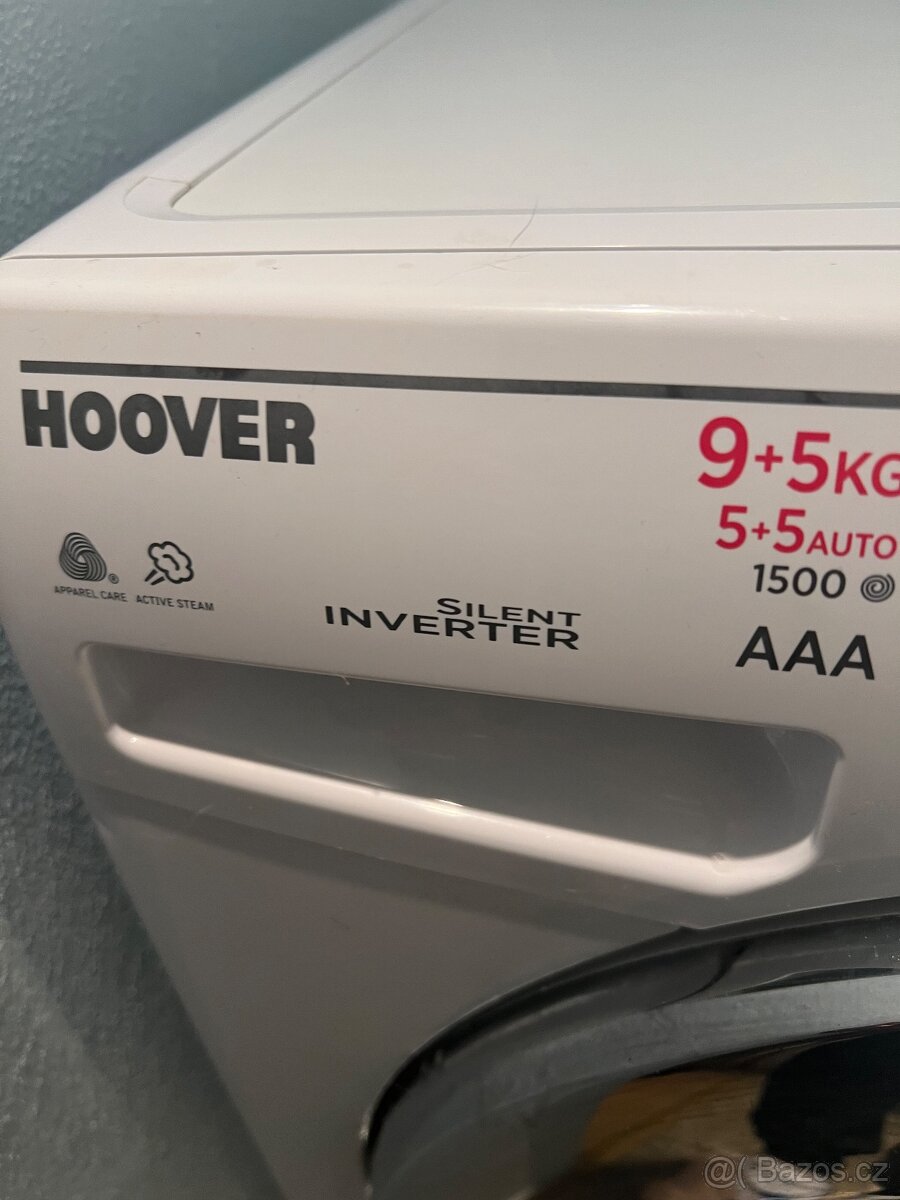 HOOVER
9+5KG
5+5AUTO
1500
® APPAREL CARE
ACTIVE STEAM
SILENT
INVERTER
AAA
@( Bazos.cz